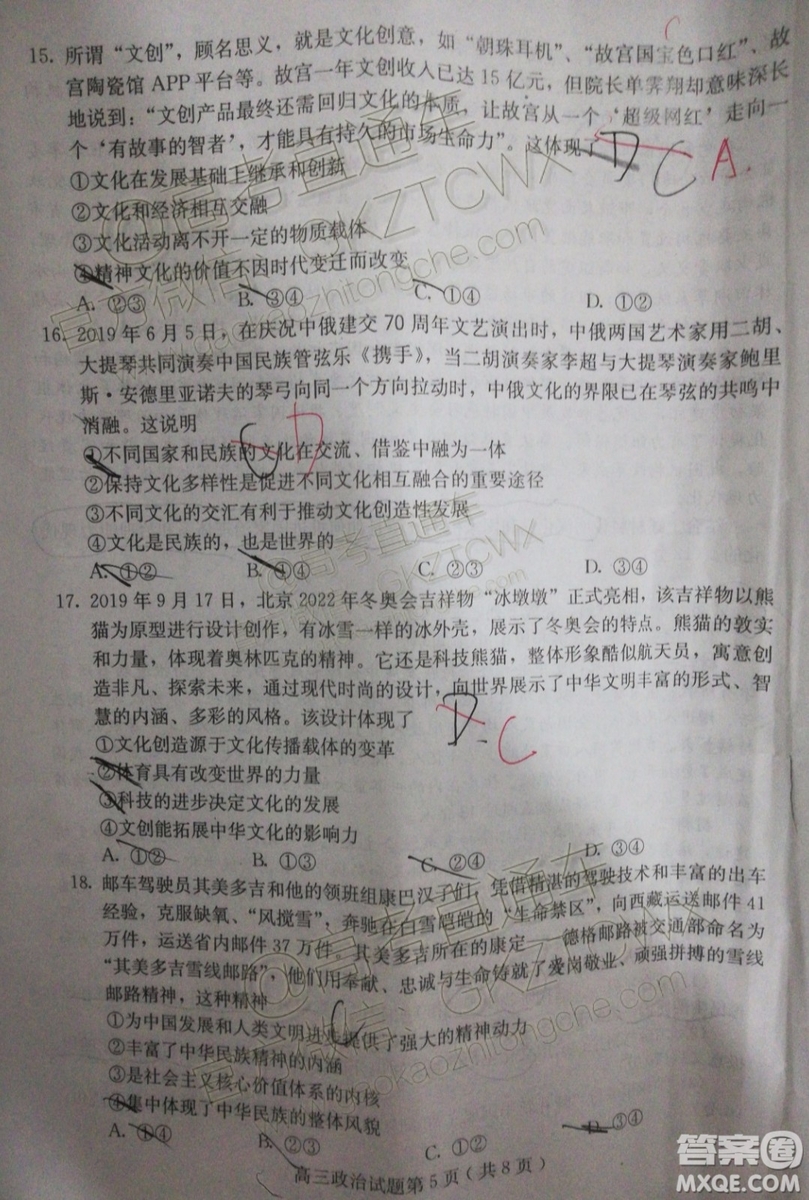 15. 所谓“文创”，顾名思义，就是文化创意，如“朝珠耳机”、“故宫国宝色口红”、故
宫陶瓷馆 APP 平台等。故宫一年文创收入已达 15 亿元，但院长单霁翔却意味深长
地说到：“文创产品最终还需回归文化的本质，让故宫从一个‘超级网红’走向一
个‘有故事的智者’，才能具有持久的市场生命力”。这体现了
D C A.
①文化在发展基础上继承和创新
②文化和经济相互交融
③文化活动离不开一定的物质载体
④精神文化的价值不因时代变迁而改变
A. ②③ B. ③④ C. ①④ D. ①②
16. 2019 年 6 月 5 日，在庆祝中俄建交 70 周年文艺演出时，中俄两国艺术家用二胡、
大提琴共同演奏中国民族管弦乐《携手》，当二胡演奏家李超与大提琴演奏家鲍里
斯·安德里亚诺夫的琴弓向同一个方向拉动时，中俄文化的界限已在琴弦的共鸣中
消融。这说明
C D
①不同国家和民族的文化在交流、借鉴中融为一体
②保持文化多样性是促进不同文化相互融合的重要途径
③不同文化的交汇有利于推动文化创造性发展
④文化是民族的，也是世界的
A. ①② B. ①④ C. ②③ D. ③④
17. 2019 年 9 月 17 日，北京 2022 年冬奥会吉祥物“冰墩墩”正式亮相，该吉祥物以熊
猫为原型进行设计创作，有冰雪一样的冰外壳，展示了冬奥会的特点。熊猫的敦实
和力量，体现着奥林匹克的精神。它还是科技熊猫，整体形象酷似航天员，寓意创
造非凡、探索未来，通过现代时尚的设计，向世界展示了中华文明丰富的形式、智
慧的内涵、多彩的风格。该设计体现了
D. C
①文化创造源于文化传播载体的变革
②体育具有改变世界的力量
③科技的进步决定文化的发展
④文创能拓展中华文化的影响力
A. ①② B. ①③ C. ②④ D. ③④
18. 邮车驾驶员其美多吉和他的领班组康巴汉子们，凭借精湛的驾驶技术和丰富的出车
经验，克服缺氧、“风搅雪”，奔驰在白雪皑皑的“生命禁区”，向西藏运送邮件 41
万件，运送省内邮件 37 万件。其美多吉所在的康定——德格邮路被交通部命名为
“其美多吉雪线邮路”，他们用奉献、忠诚与生命铸就了爱岗敬业、顽强拼搏的雪线
邮路精神，这种精神
①为中国发展和人类文明进步提供了强大的精神动力
②丰富了中华民族精神的内涵
③是社会主义核心价值体系的内核
④集中体现了中华民族的整体风貌
A. ①④ B. ②③ C. ①② D. ③④
高三政治试题第 5 页（共 8 页）
@高考直通车
官方微信：GKZTCWX
gaokaozhitongche.com
答案圈
MXQE.COM